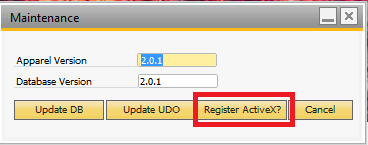 Maintenance
Apparel Version 2.0.1
Database Version 2.0.1
Update DB Update UDO Register ActiveX? Cancel